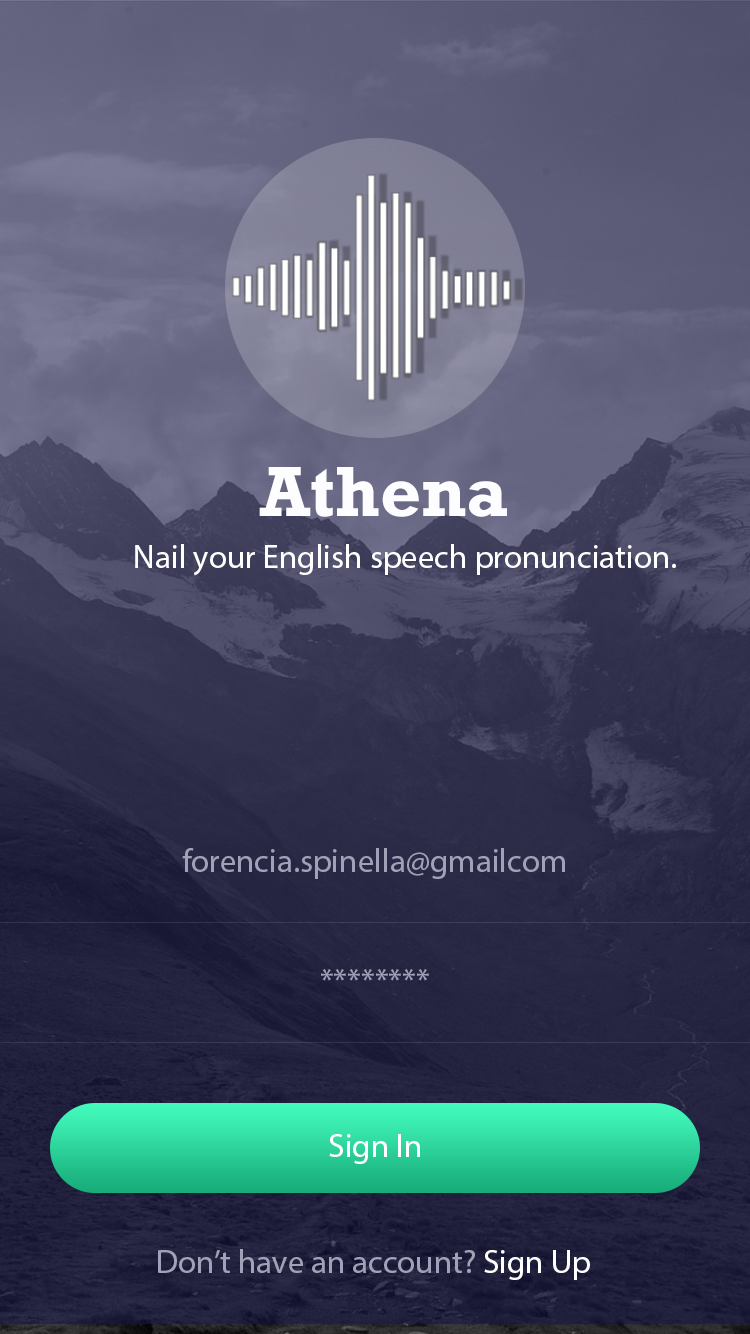 Athena
Nail your English speech pronunciation.
forencia.spinella@gmailcom
********
Sign In
Don’t have an account? Sign Up